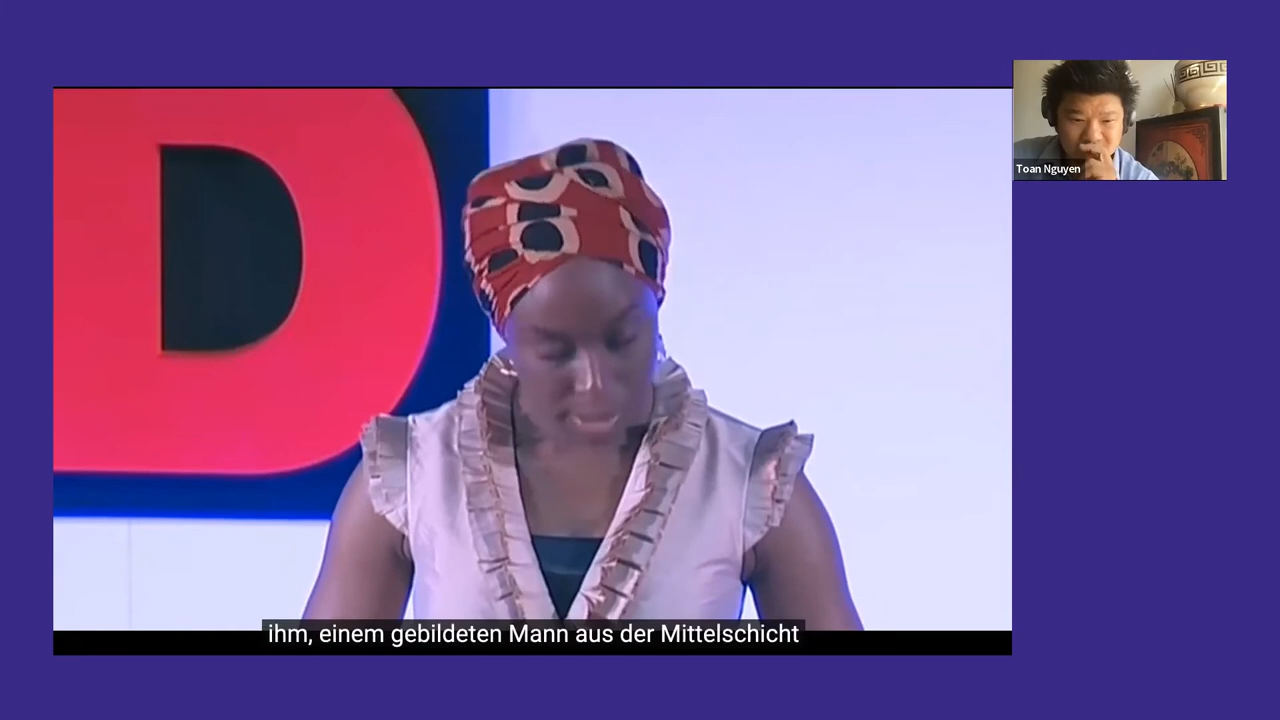 D
Toan Nguyen
ihm, einem gebildeten Mann aus der Mittelschicht